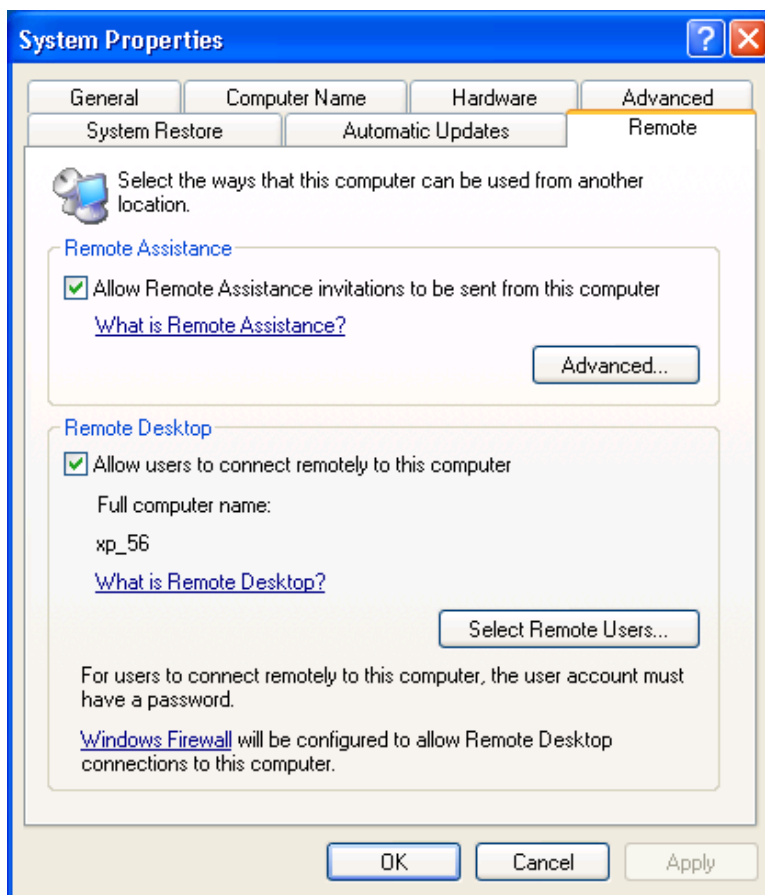 System Properties
General Computer Name Hardware Advanced
System Restore Automatic Updates Remote
Select the ways that this computer can be used from another
location.
Remote Assistance
Allow Remote Assistance invitations to be sent from this computer
What is Remote Assistance?
Advanced...
Remote Desktop
Allow users to connect remotely to this computer
Full computer name:
xp_56
What is Remote Desktop?
Select Remote Users...
For users to connect remotely to this computer, the user account must
have a password.
Windows Firewall will be configured to allow Remote Desktop
connections to this computer.
OK Cancel Apply